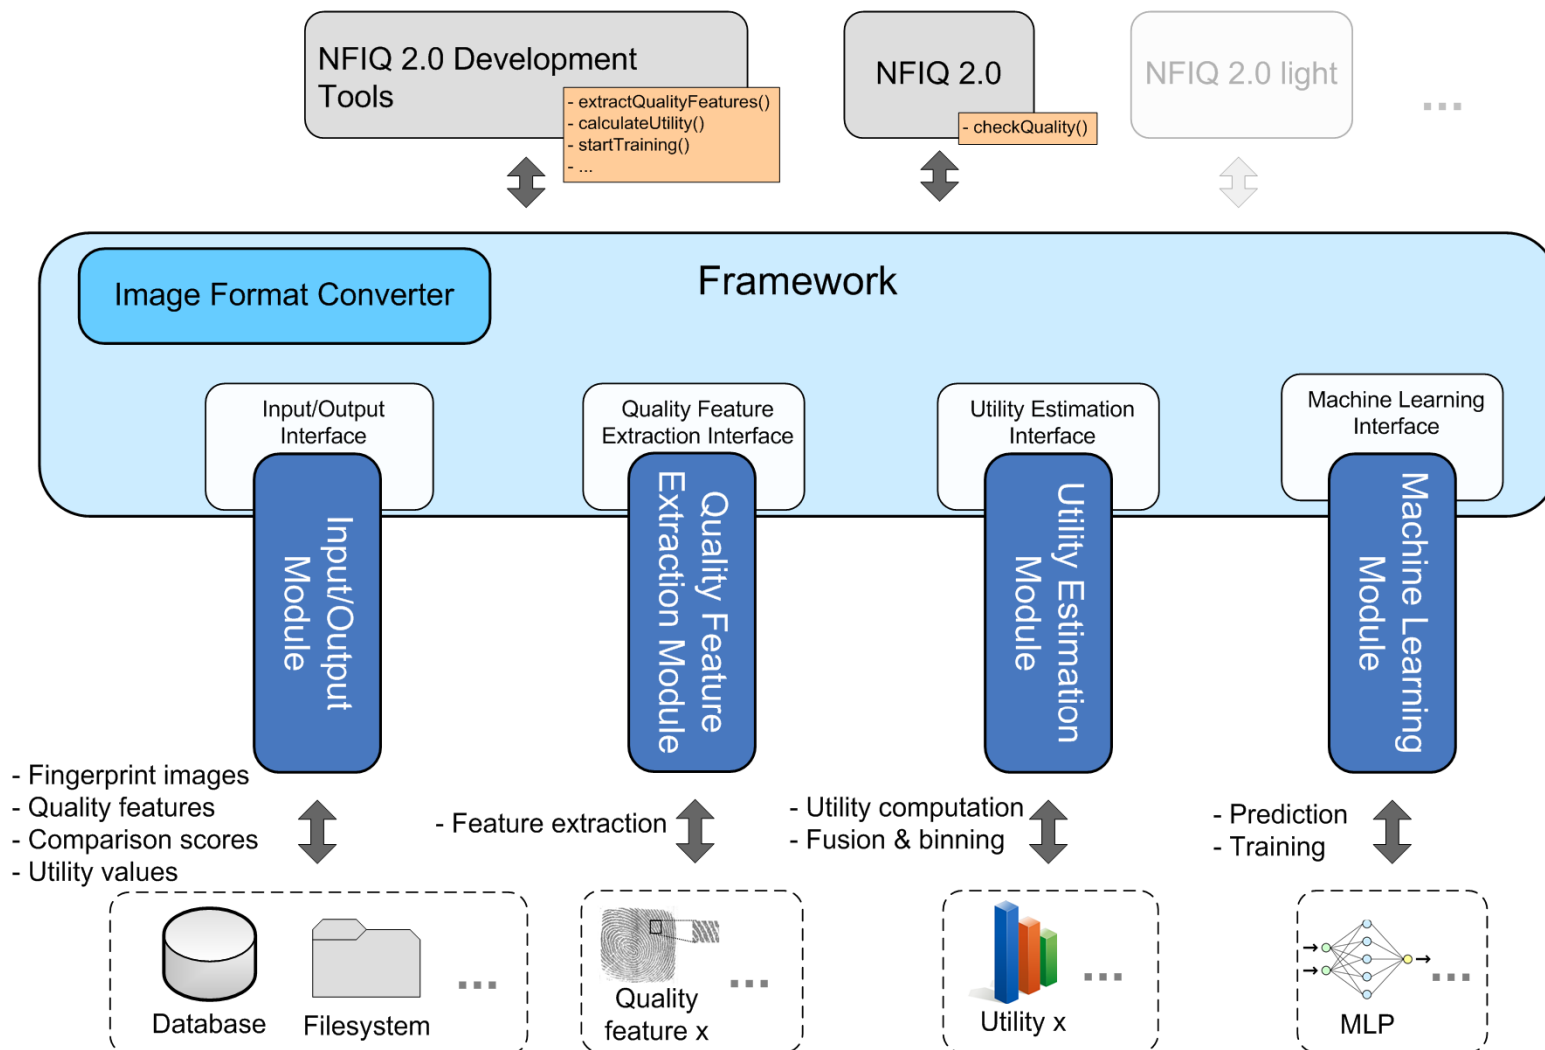 NFIQ 2.0 Development
Tools
- extractQualityFeatures()
- calculateUtility()
- startTraining()
- ...
NFIQ 2.0
- checkQuality()
NFIQ 2.0 light
...
Image Format Converter
Framework
Input/Output
Interface
Quality Feature
Extraction Interface
Utility Estimation
Interface
Machine Learning
Interface
Input/Output
Module
Quality Feature
Extraction Module
Utility Estimation
Module
Machine Learning
Module
- Fingerprint images
- Quality features
- Comparison scores
- Utility values
- Feature extraction
- Utility computation
- Fusion & binning
- Prediction
- Training
Database
Filesystem
...
Quality
feature x
...
Utility x
...
MLP
...